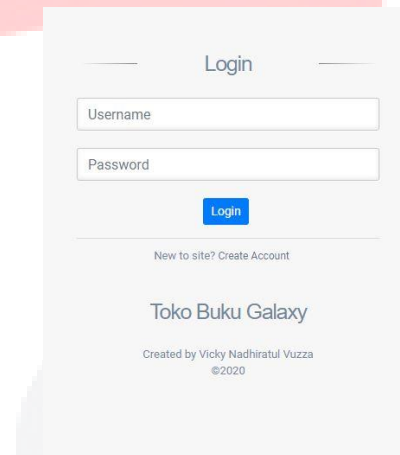 Login
Username
Password
Login
New to site? Create Account
Toko Buku Galaxy
Created by Vicky Nadhiratul Vuzza
©2020